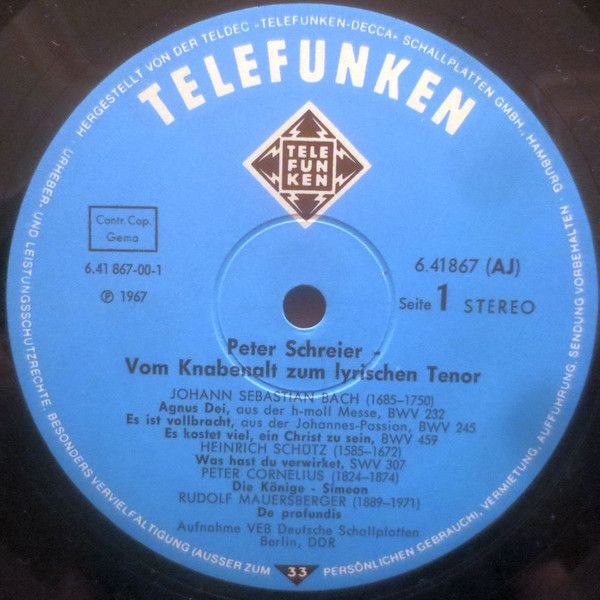 HERGESTELLT VON DER TELDEC »TELEFUNKEN-DECCA« SCHALLPLATTEN GMBH., HAMBURG
TELEFUNKEN
TELE
FUN
KEN
Contr. Cop.
Gema
6.41 867-00-1
Ⓟ 1967
6.41867 (AJ)
Seite 1 STEREO
Peter Schreier -
Vom Knabenalt zum lyrischen Tenor
JOHANN SEBASTIAN BACH (1685-1750)
Agnus Dei, aus der h-moll Messe, BWV 232
Es ist vollbracht, aus der Johannes-Passion, BWV 245
Es kostet viel, ein Christ zu sein, BWV 459
HEINRICH SCHÜTZ (1585-1672)
Was hast du verwirket, SWV 307
PETER CORNELIUS (1824-1874)
Die Könige - Simeon
RUDOLF MAUERSBERGER (1889-1971)
De profundis
Aufnahme VEB Deutsche Schallplatten
Berlin, DDR
URHEBER- UND LEISTUNGSSCHUTZRECHTE. BESONDERS VERVIELFÄLTIGUNG (AUSSER ZUM 33 PERSÖNLICHEN GEBRAUCH), VERMIETUNG, AUFFÜHRUNG, SENDUNG VORBEHALTEN